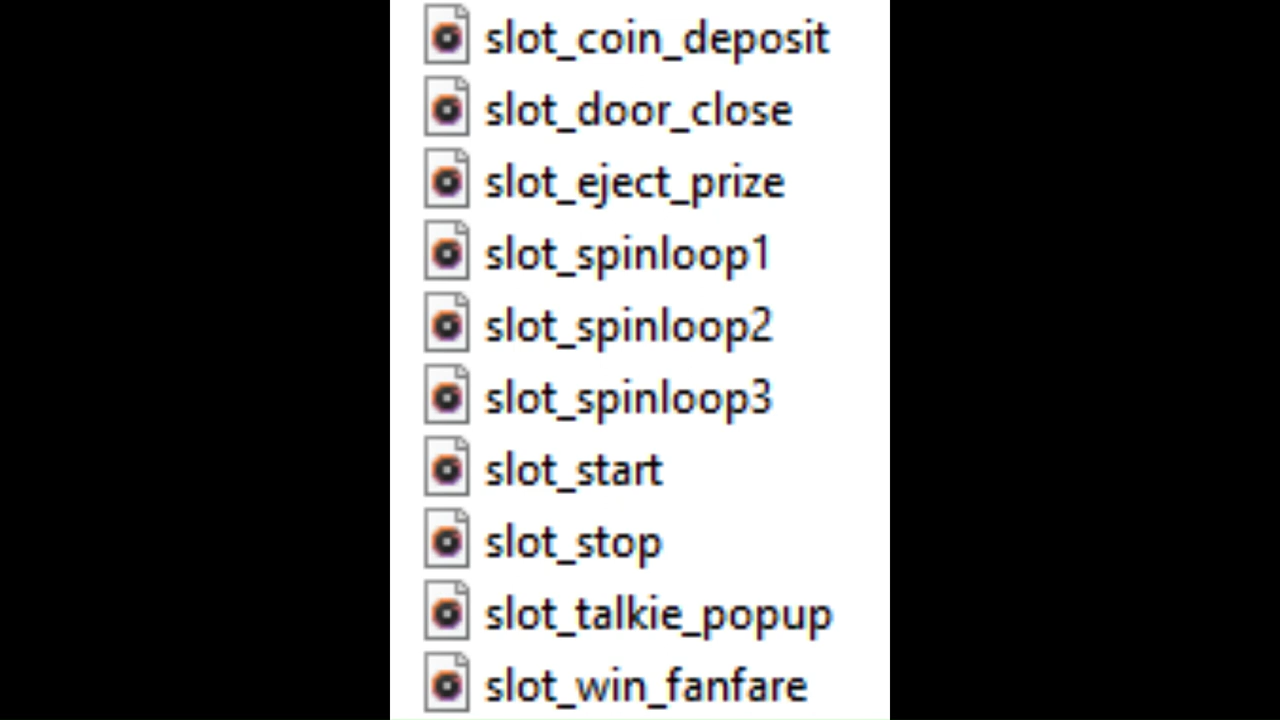 slot_coin_deposit
slot_door_close
slot_eject_prize
slot_spinloop1
slot_spinloop2
slot_spinloop3
slot_start
slot_stop
slot_talkie_popup
slot_win_fanfare